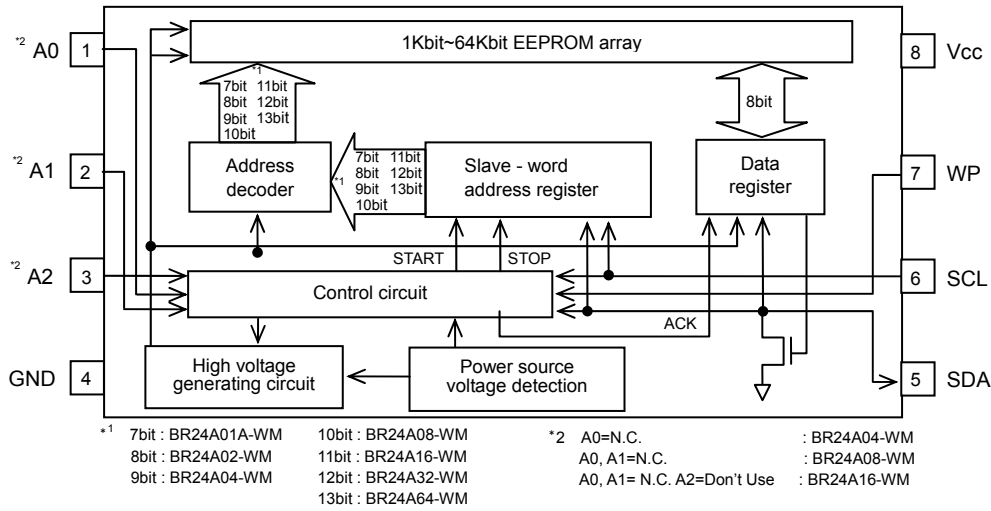 1Kbit~64Kbit EEPROM array
*2 A0 1
8 Vcc
*1
7bit 11bit
8bit 12bit
9bit 13bit
10bit
8bit
*2 A1 2
Address
decoder
*1
7bit 11bit
8bit 12bit
9bit 13bit
10bit
Slave - word
address register
Data
register
7 WP
START
STOP
*2 A2 3
Control circuit
6 SCL
ACK
GND 4
High voltage
generating circuit
Power source
voltage detection
5 SDA
*1 7bit : BR24A01A-WM
8bit : BR24A02-WM
9bit : BR24A04-WM
10bit : BR24A08-WM
11bit : BR24A16-WM
12bit : BR24A32-WM
13bit : BR24A64-WM
*2 A0=N.C. : BR24A04-WM
A0, A1=N.C. : BR24A08-WM
A0, A1= N.C. A2=Don't Use : BR24A16-WM